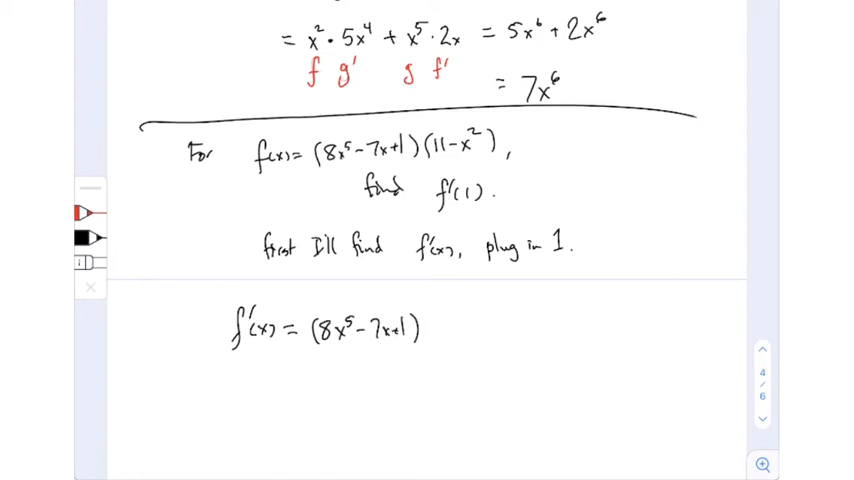 = x² · 5x⁴ + x⁵ · 2x = 5x⁶ + 2x⁶
f g' g f' = 7x⁶
For f(x) = (8x⁵ - 7x + 1)(11 - x²),
find f'(1).
first I'll find f'(x), plug in 1.
f'(x) = (8x⁵ - 7x + 1)
4
/
6